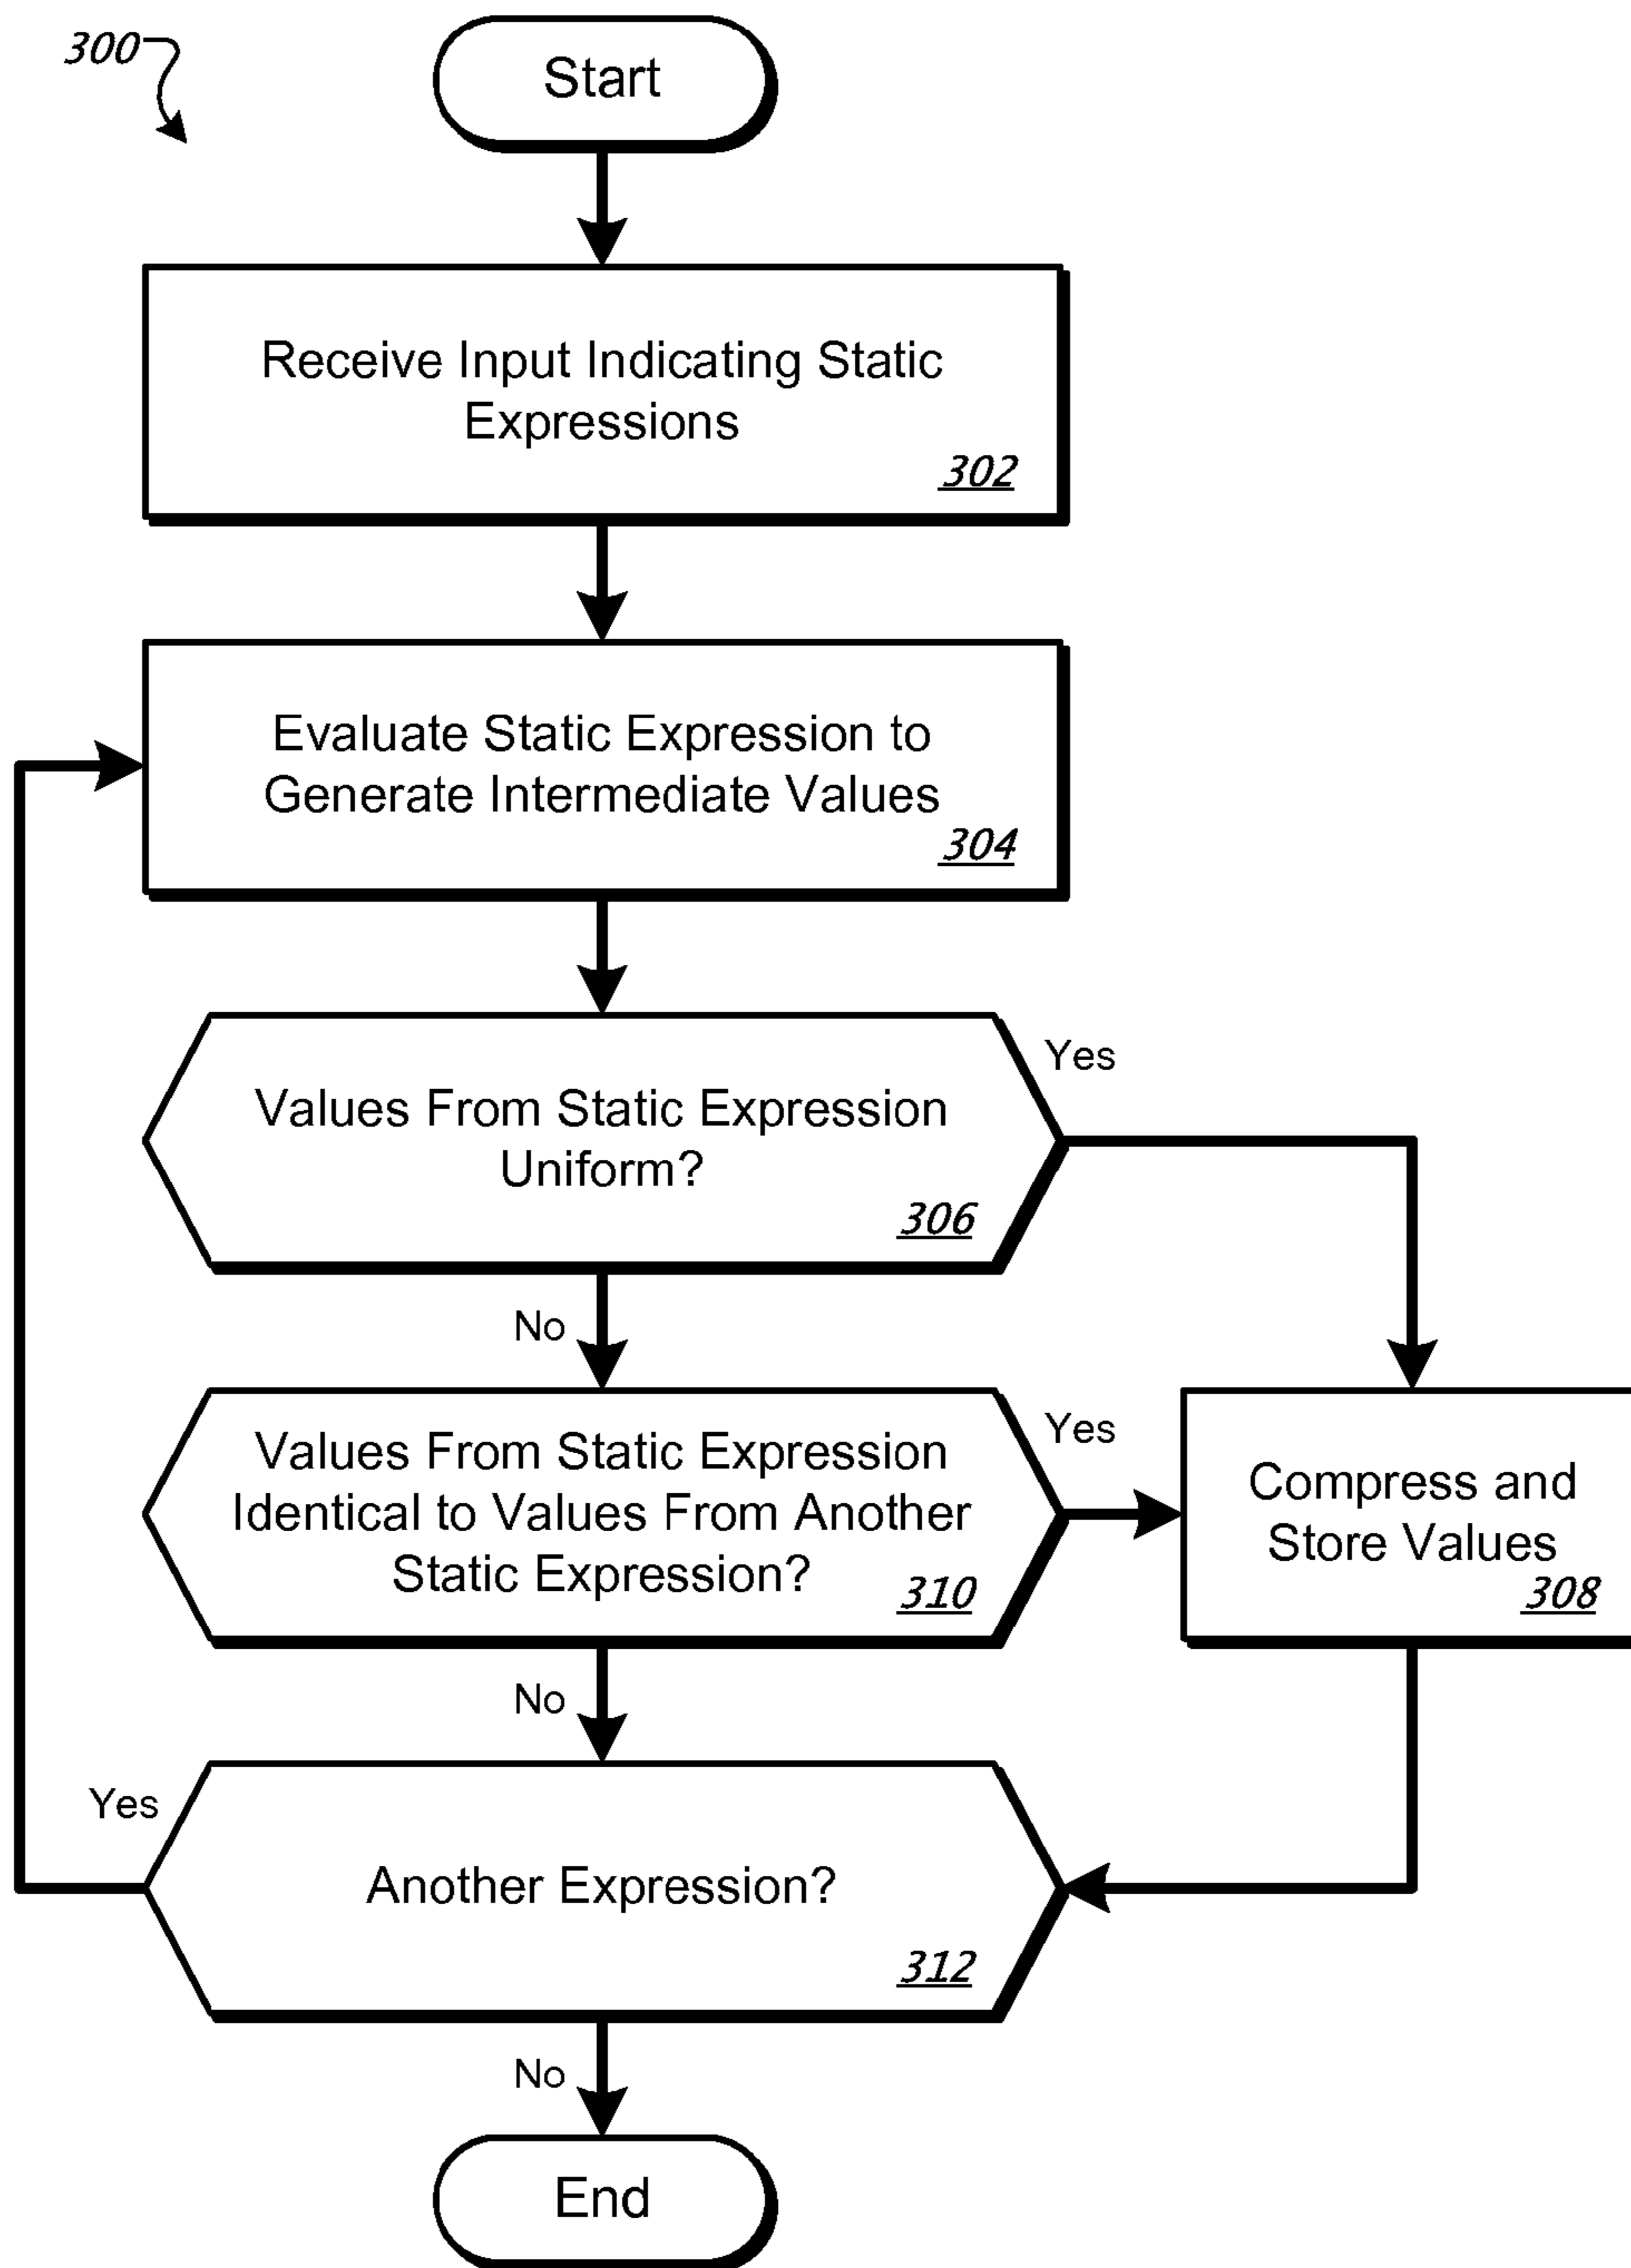 300
Start
Receive Input Indicating Static
Expressions
302
Evaluate Static Expression to
Generate Intermediate Values
304
Values From Static Expression
Uniform?
306
Yes
No
Values From Static Expression
Identical to Values From Another
Static Expression?
310
Yes
Compress and
Store Values
308
No
Another Expression?
312
Yes
No
End